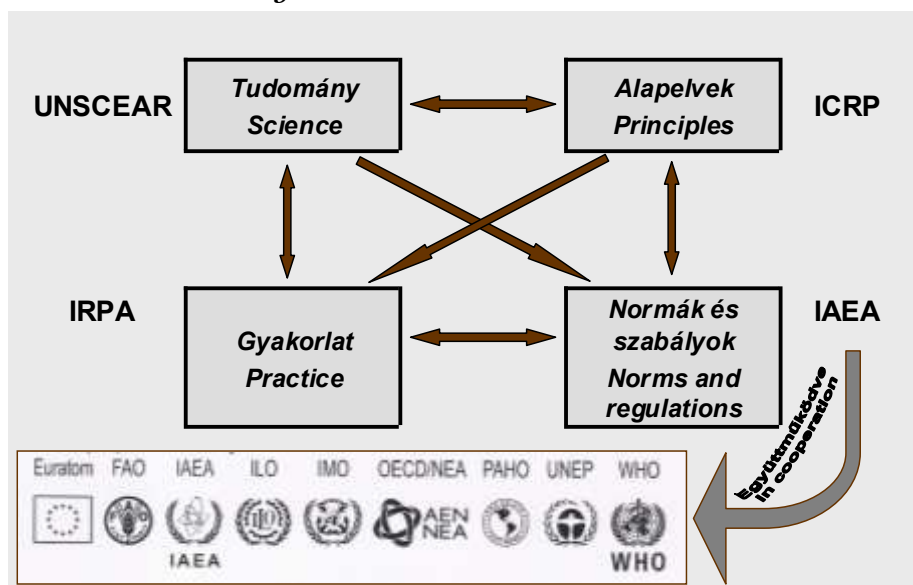 UNSCEAR
Tudomány
Science
Alapelvek
Principles
ICRP
IRPA
Gyakorlat
Practice
Normák és
szabályok
Norms and
regulations
IAEA
Együttműködve
in cooperation
Euratom FAO IAEA ILO IMO OECD/NEA PAHO UNEP WHO
AEN
NEA
IAEA
WHO